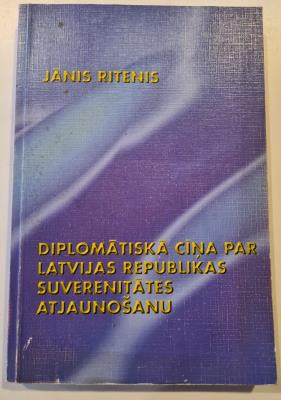 JĀNIS RITENIS
DIPLOMĀTISKĀ CĪŅA PAR
LATVIJAS REPUBLIKAS
SUVERENITĀTES
ATJAUNOŠANU